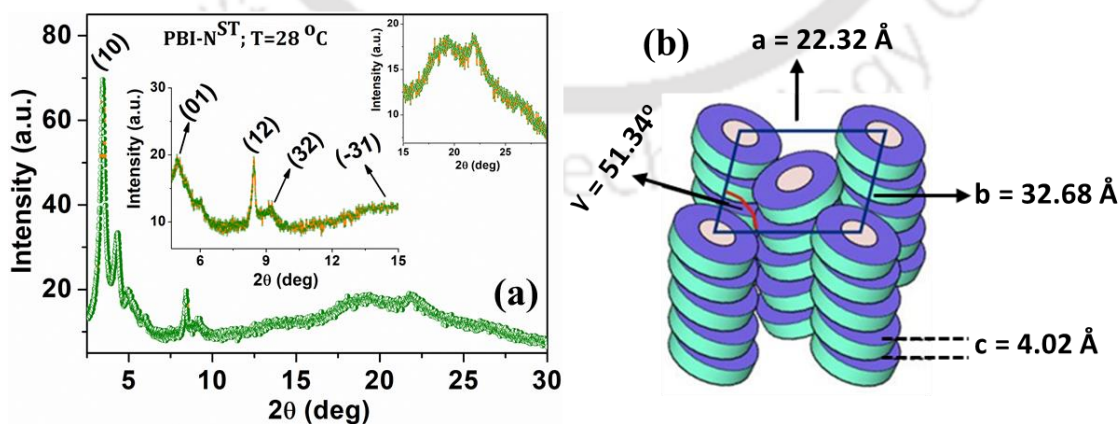 PBI-N^ST; T=28 °C
(10)
Intensity (a.u.)
80
60
40
20
5
10
15
20
25
30
2θ (deg)
(a)
(01)
(12)
(32)
(-31)
Intensity (a.u.)
30
20
10
6
9
12
15
2θ (deg)
Intensity (a.u.)
15
10
15
20
25
2θ (deg)
(b)
a = 22.32 Å
γ = 51.34°
b = 32.68 Å
c = 4.02 Å